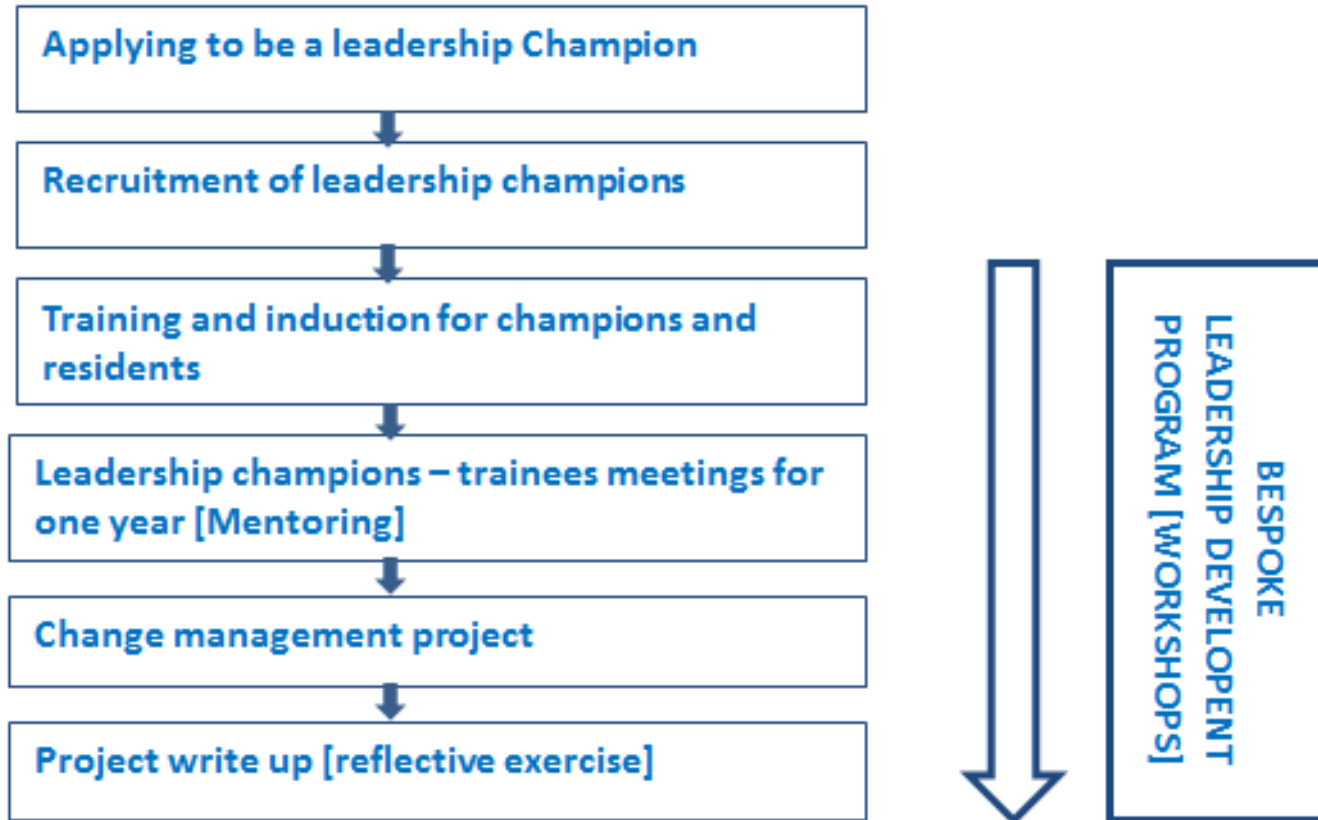 Applying to be a leadership Champion
Recruitment of leadership champions
Training and induction for champions and
residents
Leadership champions – trainees meetings for
one year [Mentoring]
Change management project
Project write up [reflective exercise]
BESPOKE
LEADERSHIP DEVELOPENT
PROGRAM [WORKSHOPS]